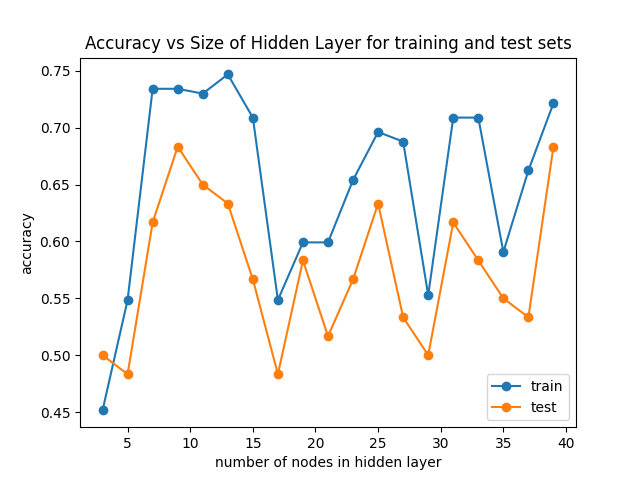 Accuracy vs Size of Hidden Layer for training and test sets
0.75
0.70
0.65
0.60
0.55
0.50
0.45
accuracy
train
test
5 10 15 20 25 30 35 40
number of nodes in hidden layer